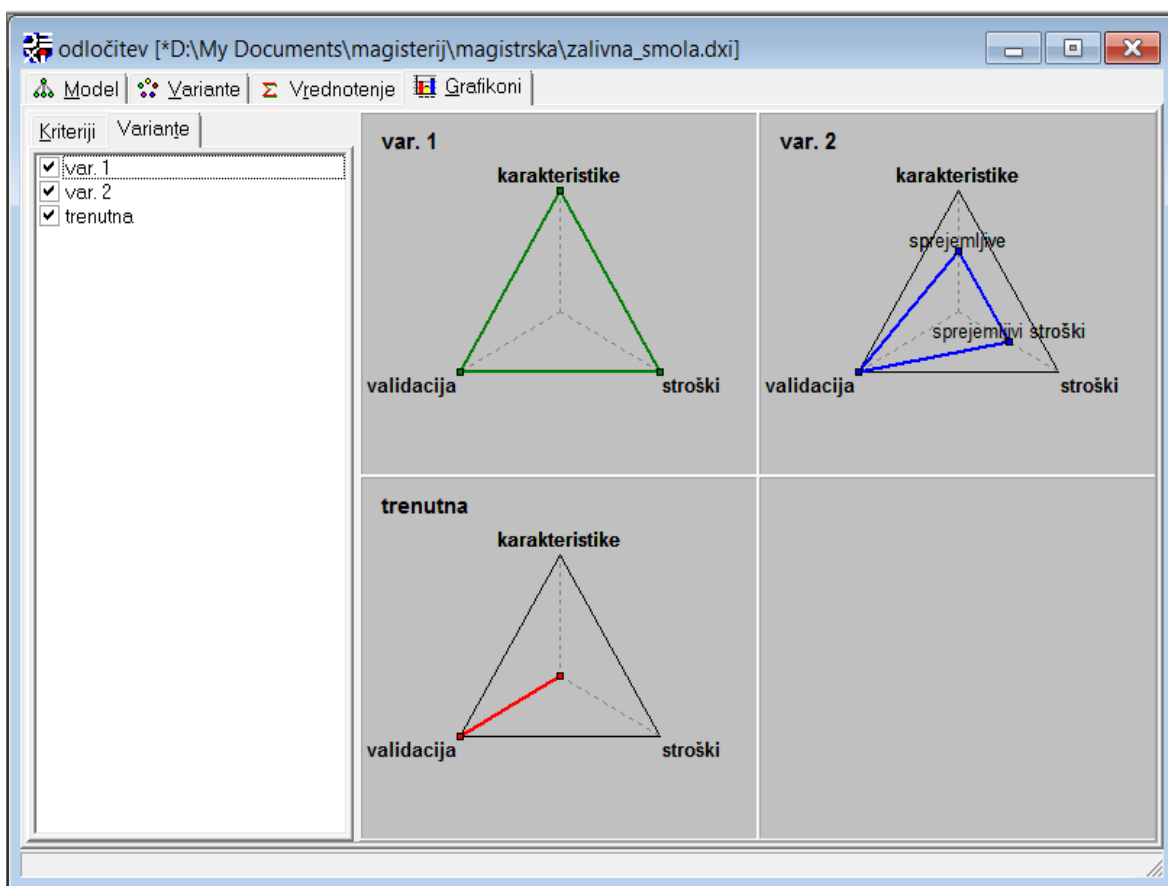 odločitev [*D:\My Documents\magisterij\magistrska\zalivna_smola.dxi]
Model Variante Σ Vrednotenje Grafikoni
Kriteriji Variante
var. 1
var. 2
trenutna
var. 1
karakteristike
validacija stroški
var. 2
karakteristike
sprejemljive
sprejemljivi stroški
validacija stroški
trenutna
karakteristike
validacija stroški